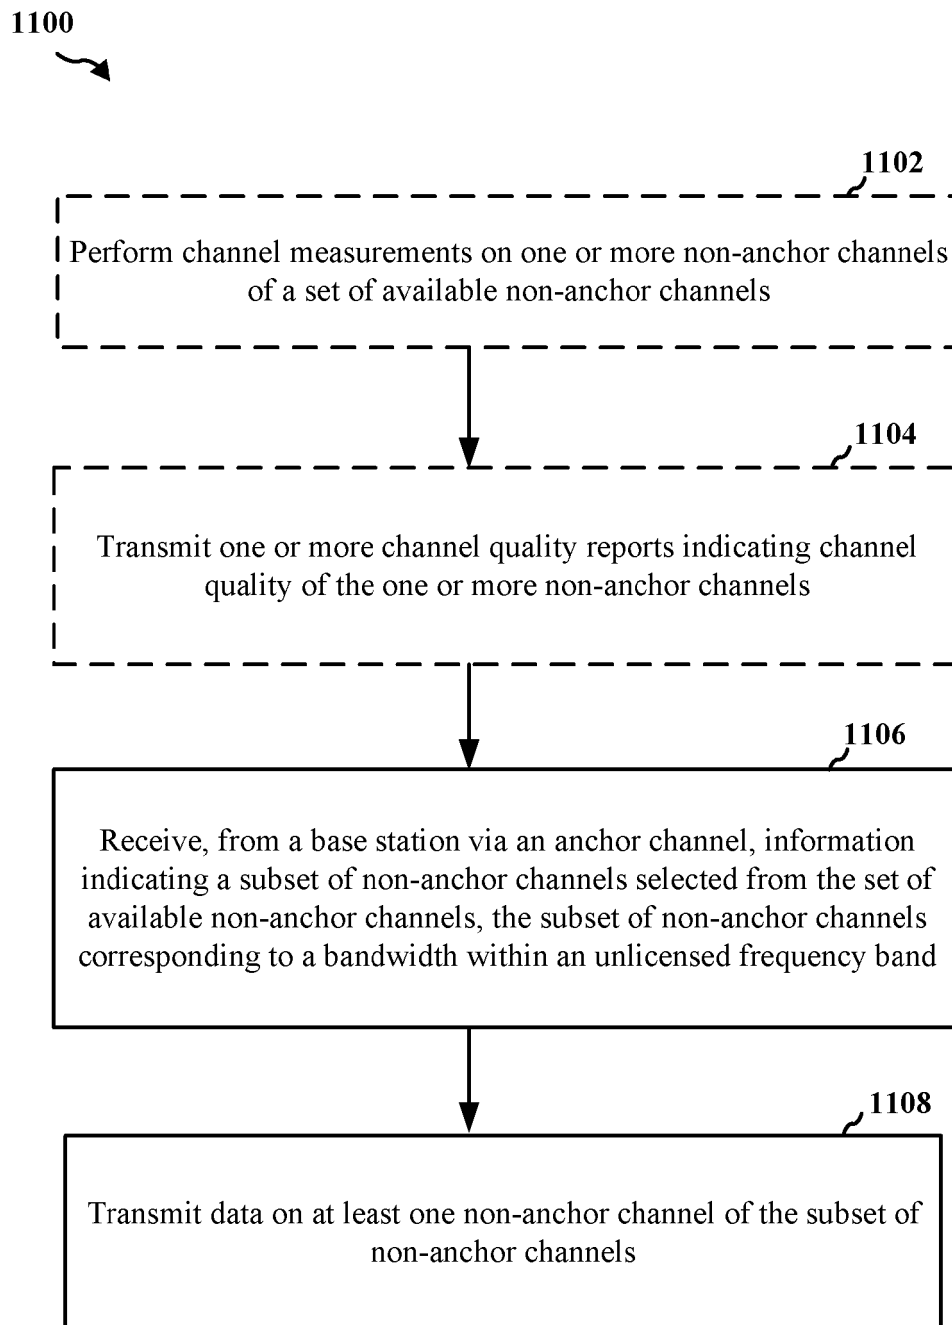 1100
1102
Perform channel measurements on one or more non-anchor channels
of a set of available non-anchor channels
1104
Transmit one or more channel quality reports indicating channel
quality of the one or more non-anchor channels
1106
Receive, from a base station via an anchor channel, information
indicating a subset of non-anchor channels selected from the set of
available non-anchor channels, the subset of non-anchor channels
corresponding to a bandwidth within an unlicensed frequency band
1108
Transmit data on at least one non-anchor channel of the subset of
non-anchor channels